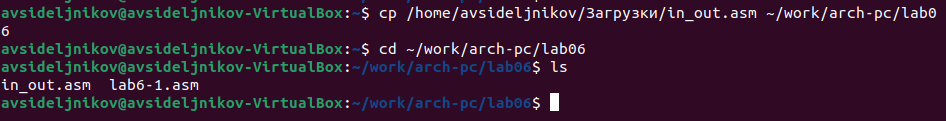 avsideljnikov@avsideljnikov-VirtualBox:~$ cp /home/avsideljnikov/Загрузки/in_out.asm ~/work/arch-pc/lab0
6
avsideljnikov@avsideljnikov-VirtualBox:~$ cd ~/work/arch-pc/lab06
avsideljnikov@avsideljnikov-VirtualBox:~/work/arch-pc/lab06$ ls
in_out.asm  lab6-1.asm
avsideljnikov@avsideljnikov-VirtualBox:~/work/arch-pc/lab06$